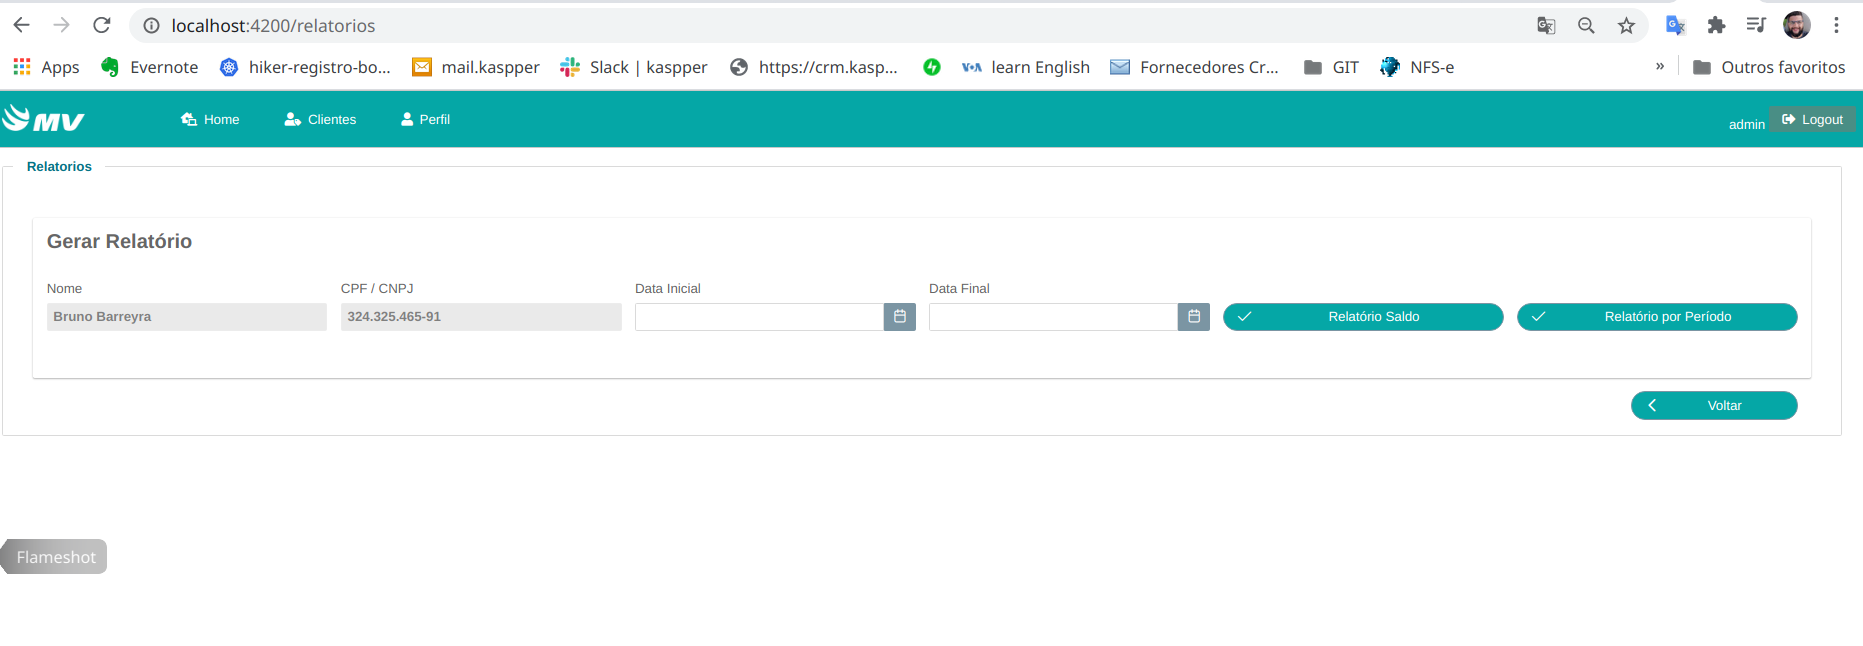 localhost:4200/relatorios
Apps Evernote hiker-registro-bo... mail.kaspper Slack | kaspper https://crm.kasp... VOA learn English Fornecedores Cr... GIT NFS-e » Outros favoritos
MV Home Clientes Perfil admin Logout
Relatorios
Gerar Relatório
Nome CPF / CNPJ Data Inicial Data Final
Bruno Barreyra 324.325.465-91 Relatório Saldo Relatório por Período
Voltar
Flameshot